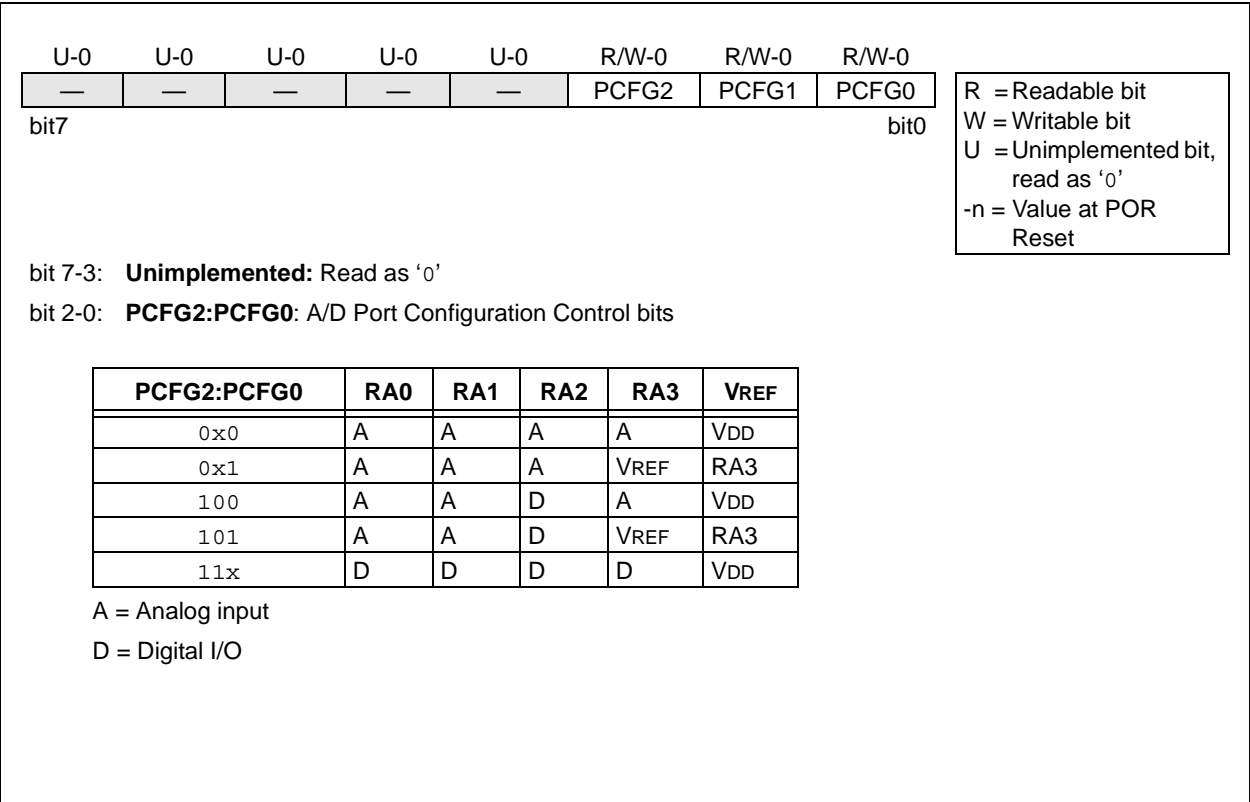 U-0 U-0 U-0 U-0 U-0 R/W-0 R/W-0 R/W-0
— — — — — PCFG2 PCFG1 PCFG0
bit7 bit0
R = Readable bit
W = Writable bit
U = Unimplemented bit,
read as ‘0’
-n = Value at POR
Reset
bit 7-3: Unimplemented: Read as ‘0’
bit 2-0: PCFG2:PCFG0: A/D Port Configuration Control bits
PCFG2:PCFG0 RA0 RA1 RA2 RA3 VREF
0x0 A A A A VDD
0x1 A A A VREF RA3
100 A A D A VDD
101 A A D VREF RA3
11x D D D D VDD
A = Analog input
D = Digital I/O